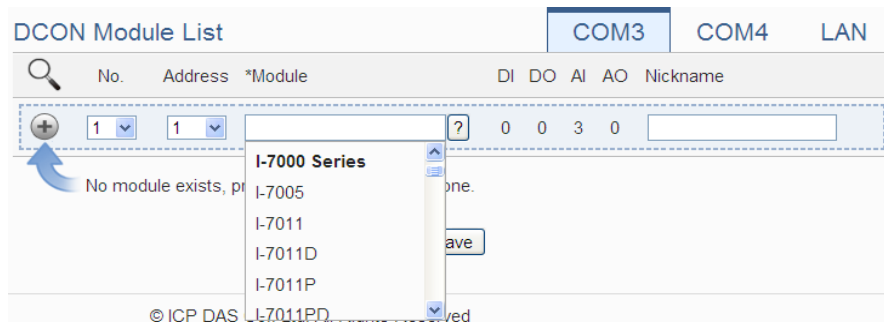 DCON Module List COM3 COM4 LAN
No. Address *Module DI DO AI AO Nickname
1 1 ? 0 0 3 0
I-7000 Series
No module exists, one.
I-7005
I-7011
I-7011D ave
I-7011P
© ICP DAS I-7011PD ved